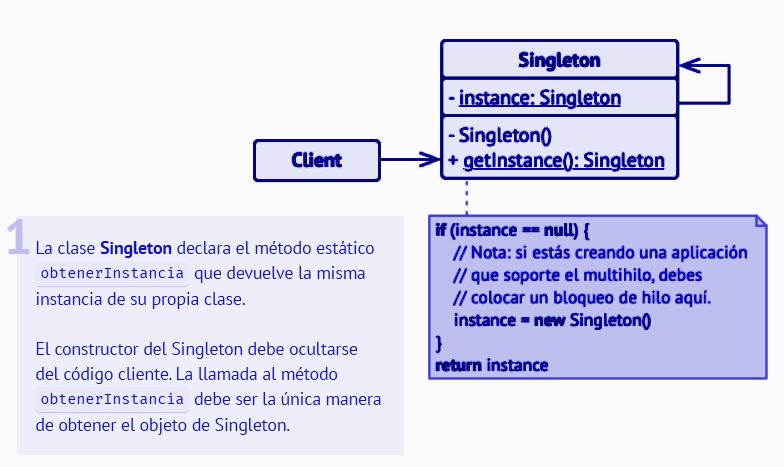 Singleton
- instance: Singleton
- Singleton()
+ getInstance(): Singleton
Client
1
La clase Singleton declara el método estático
obtenerInstancia que devuelve la misma
instancia de su propia clase.
El constructor del Singleton debe ocultarse
del código cliente. La llamada al método
obtenerInstancia debe ser la única manera
de obtener el objeto de Singleton.
if (instance == null) {
// Nota: si estás creando una aplicación
// que soporte el multihilo, debes
// colocar un bloqueo de hilo aquí.
instance = new Singleton()
}
return instance